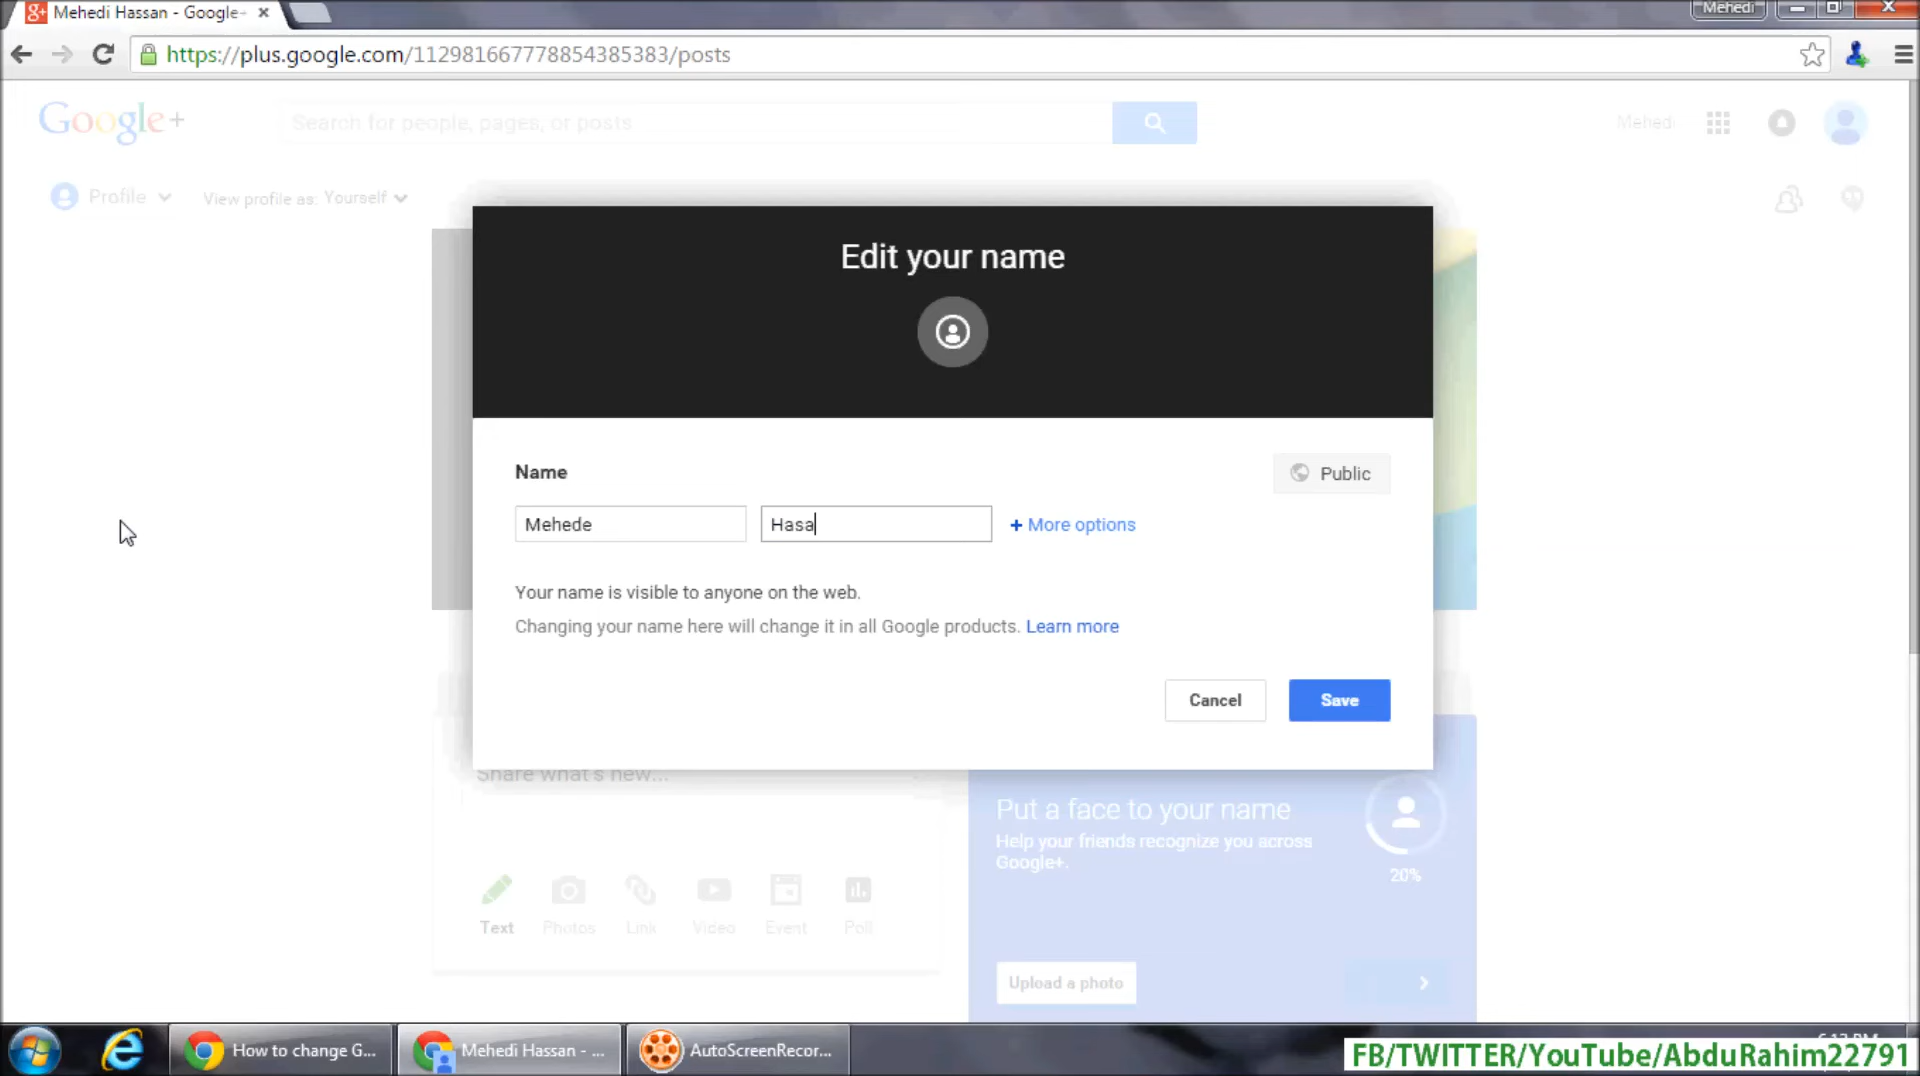 Mehedi Hassan - Google-
Mehedi
https://plus.google.com/112981667778854385383/posts
Google+
Search for people, pages, or posts
Mehedi
Profile
View profile as: Yourself
Edit your name
Name
Public
Mehede
Hasa
+ More options
Your name is visible to anyone on the web.
Changing your name here will change it in all Google products. Learn more
Cancel
Save
Share what's new...
Put a face to your name
Help your friends recognize you across
Google+.
20%
Text
Photos
Link
Video
Event
Poll
Upload a photo
How to change G...
Mehedi Hassan - ...
AutoScreenRecor...
FB/TWITTER/YouTube/AbduRahim22791